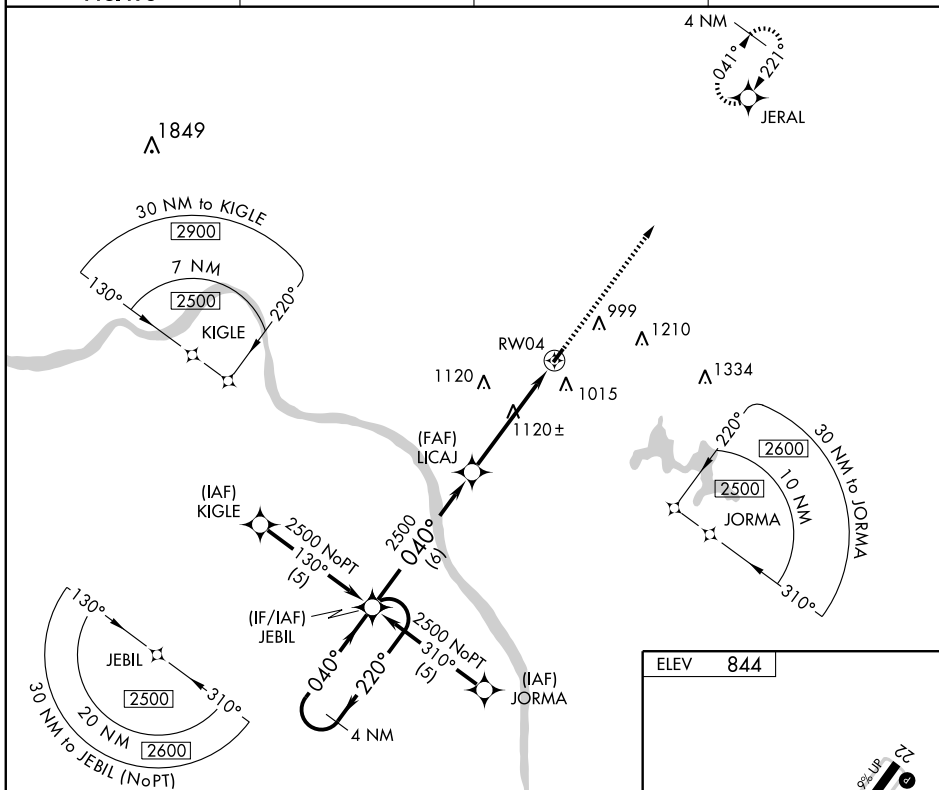 4 NM
041°
221°
JERAL
1849
30 NM to KIGLE
2900
7 NM
2500
130°
220°
KIGLE
999
1210
RW04
1120
1015
1334
1120±
(FAF)
LICAJ
220°
30 NM to JORMA
2600
2500
10 NM
JORMA
310°
(IAF)
KIGLE
2500 NoPT
130°
(5)
2500
040°
(6)
(IF/IAF)
JEBIL
2500 NoPT
310°
(5)
(IAF)
JORMA
040°
220°
4 NM
130°
JEBIL
310°
2500
20 NM
2600
30 NM to JEBIL (NoPT)
ELEV 844
22
9% UP
P